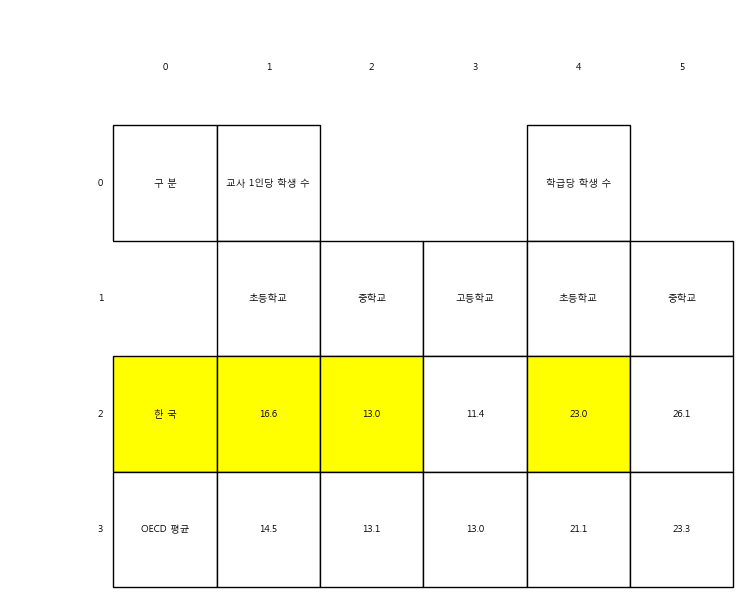 0 1 2 3 4 5
0 구 분 교사 1인당 학생 수 학급당 학생 수
1 초등학교 중학교 고등학교 초등학교 중학교
2 한 국 16.6 13.0 11.4 23.0 26.1
3 OECD 평균 14.5 13.1 13.0 21.1 23.3